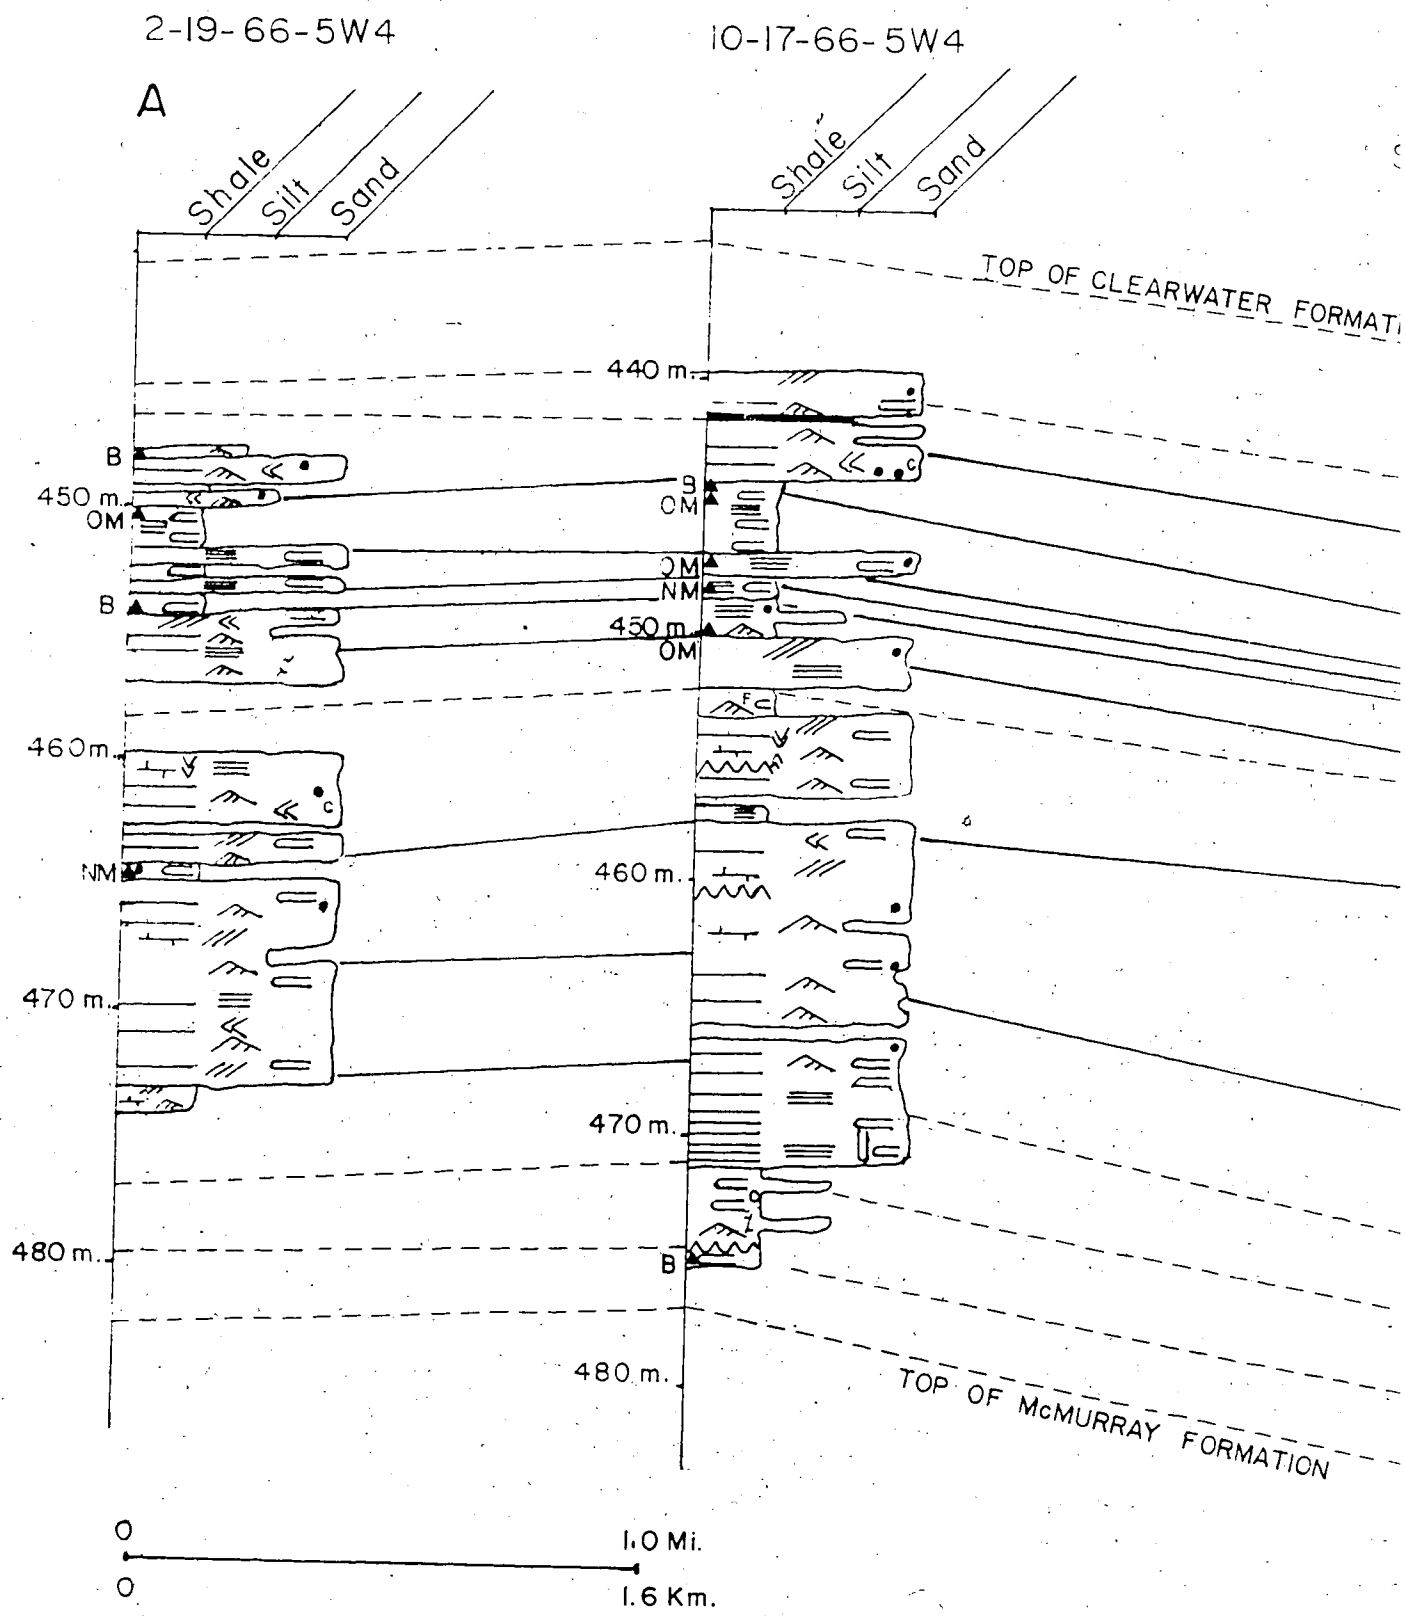 2-19-66-5W4
10-17-66-5W4
A
Shale
Silt
Sand
Shale
Silt
Sand
TOP OF CLEARWATER FORMATI
440 m.
B
C
450 m.
OM
B
OM
OM
NM
B
450 m.
OM
F
460 m.
C
NM
460 m.
470 m.
470 m.
480 m.
B
480 m.
TOP OF McMURRAY FORMATION
0
1.0 Mi.
0
1.6 Km.